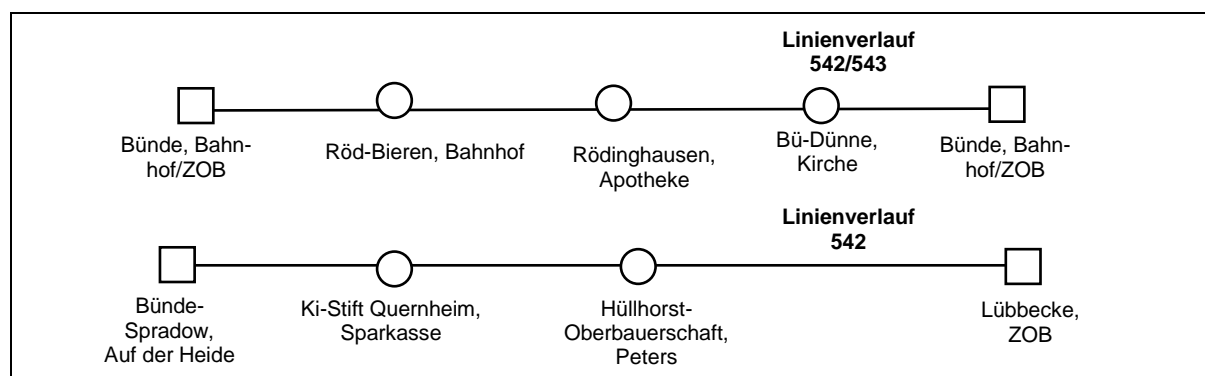 Linienverlauf
542/543
Bünde, Bahn-
hof/ZOB
Röd-Bieren, Bahnhof
Rödinghausen,
Apotheke
Bü-Dünne,
Kirche
Bünde, Bahn-
hof/ZOB
Linienverlauf
542
Bünde-
Spradow,
Auf der Heide
Ki-Stift Quernheim,
Sparkasse
Hüllhorst-
Oberbauerschaft,
Peters
Lübbecke,
ZOB